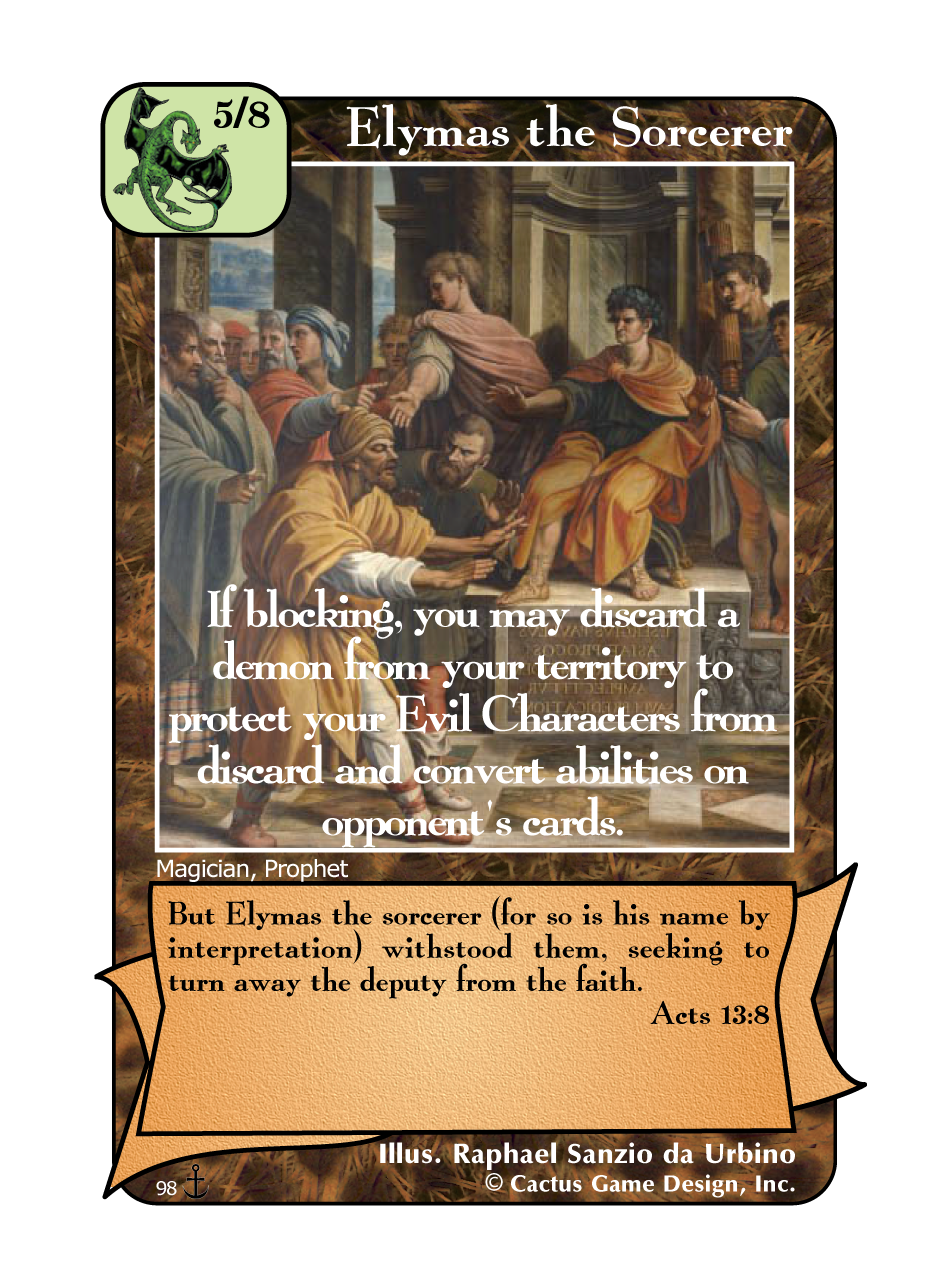 5/8
Elymas the Sorcerer
If blocking, you may discard a
demon from your territory to
protect your Evil Characters from
discard and convert abilities on
opponent's cards.
Magician, Prophet
But Elymas the sorcerer (for so is his name by
interpretation) withstood them, seeking to
turn away the deputy from the faith.
Acts 13:8
Illus. Raphael Sanzio da Urbino
98
© Cactus Game Design, Inc.